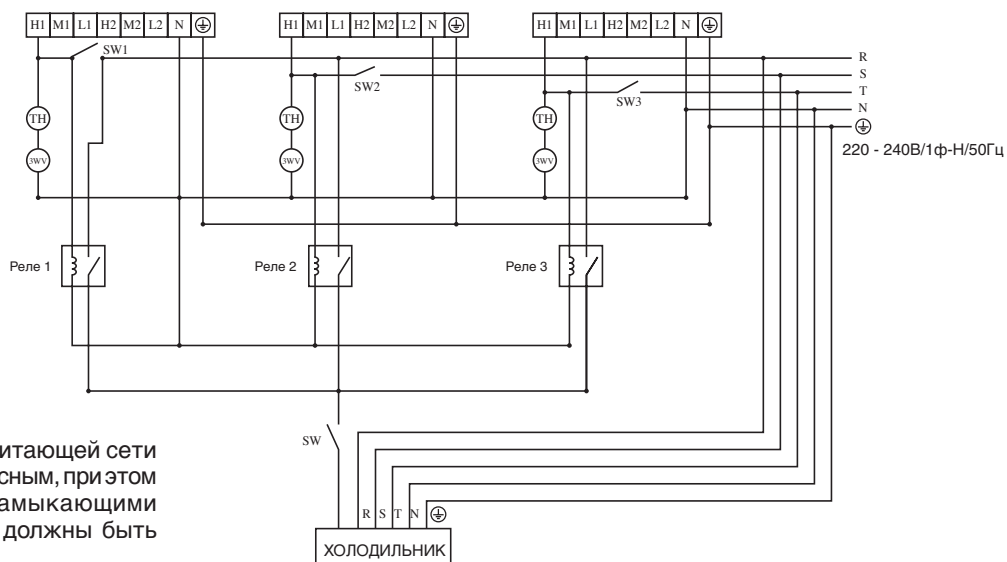 H1 M1 L1 H2 M2 L2 N
H1 M1 L1 H2 M2 L2 N
H1 M1 L1 H2 M2 L2 N
SW1
SW2
SW3
R
S
T
N
220 - 240В/1ф-Н/50Гц
TH
TH
TH
3WV
3WV
3WV
Реле 1
Реле 2
Реле 3
SW
R S T N
ХОЛОДИЛЬНИК
итающей сети
сным, при этом
амыкающими
должны быть